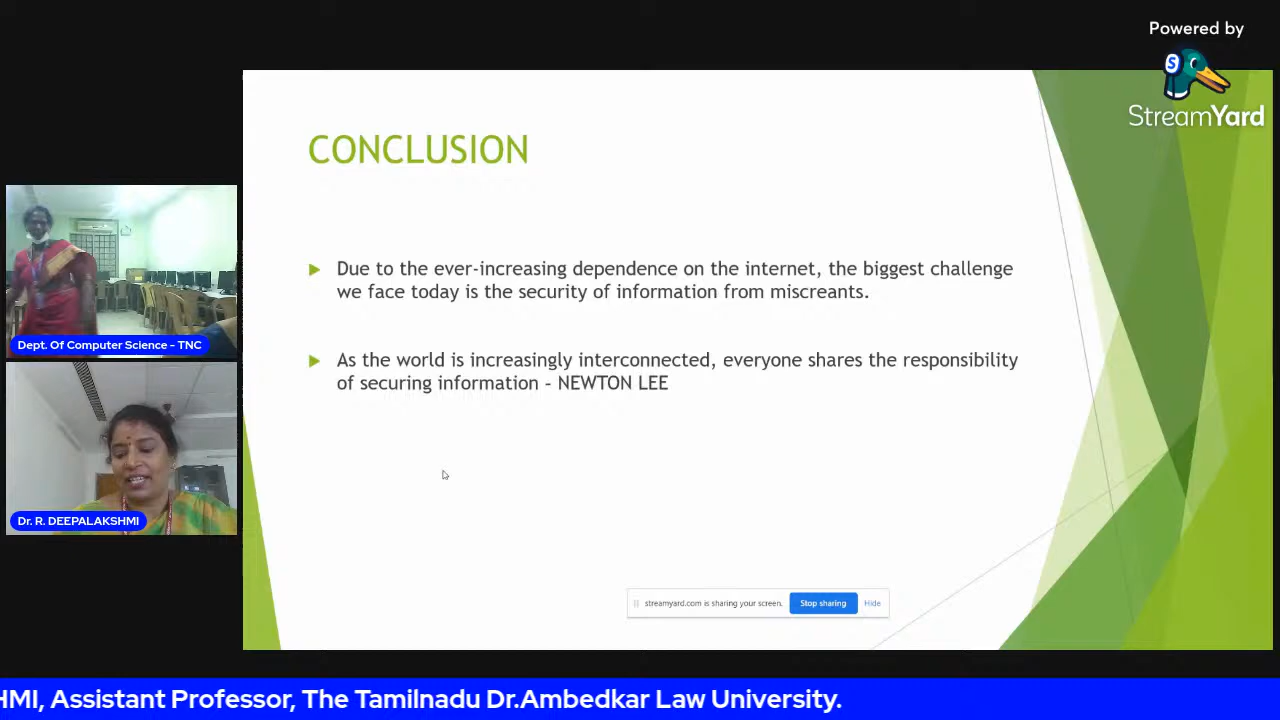 Powered by
S
StreamYard
CONCLUSION
Due to the ever-increasing dependence on the internet, the biggest challenge
we face today is the security of information from miscreants.
As the world is increasingly interconnected, everyone shares the responsibility
of securing information - NEWTON LEE
Dept. Of Computer Science - TNC
Dr. R. DEEPALAKSHMI
streamyard.com is sharing your screen. Stop sharing Hide
HMI, Assistant Professor, The Tamilnadu Dr.Ambedkar Law University.